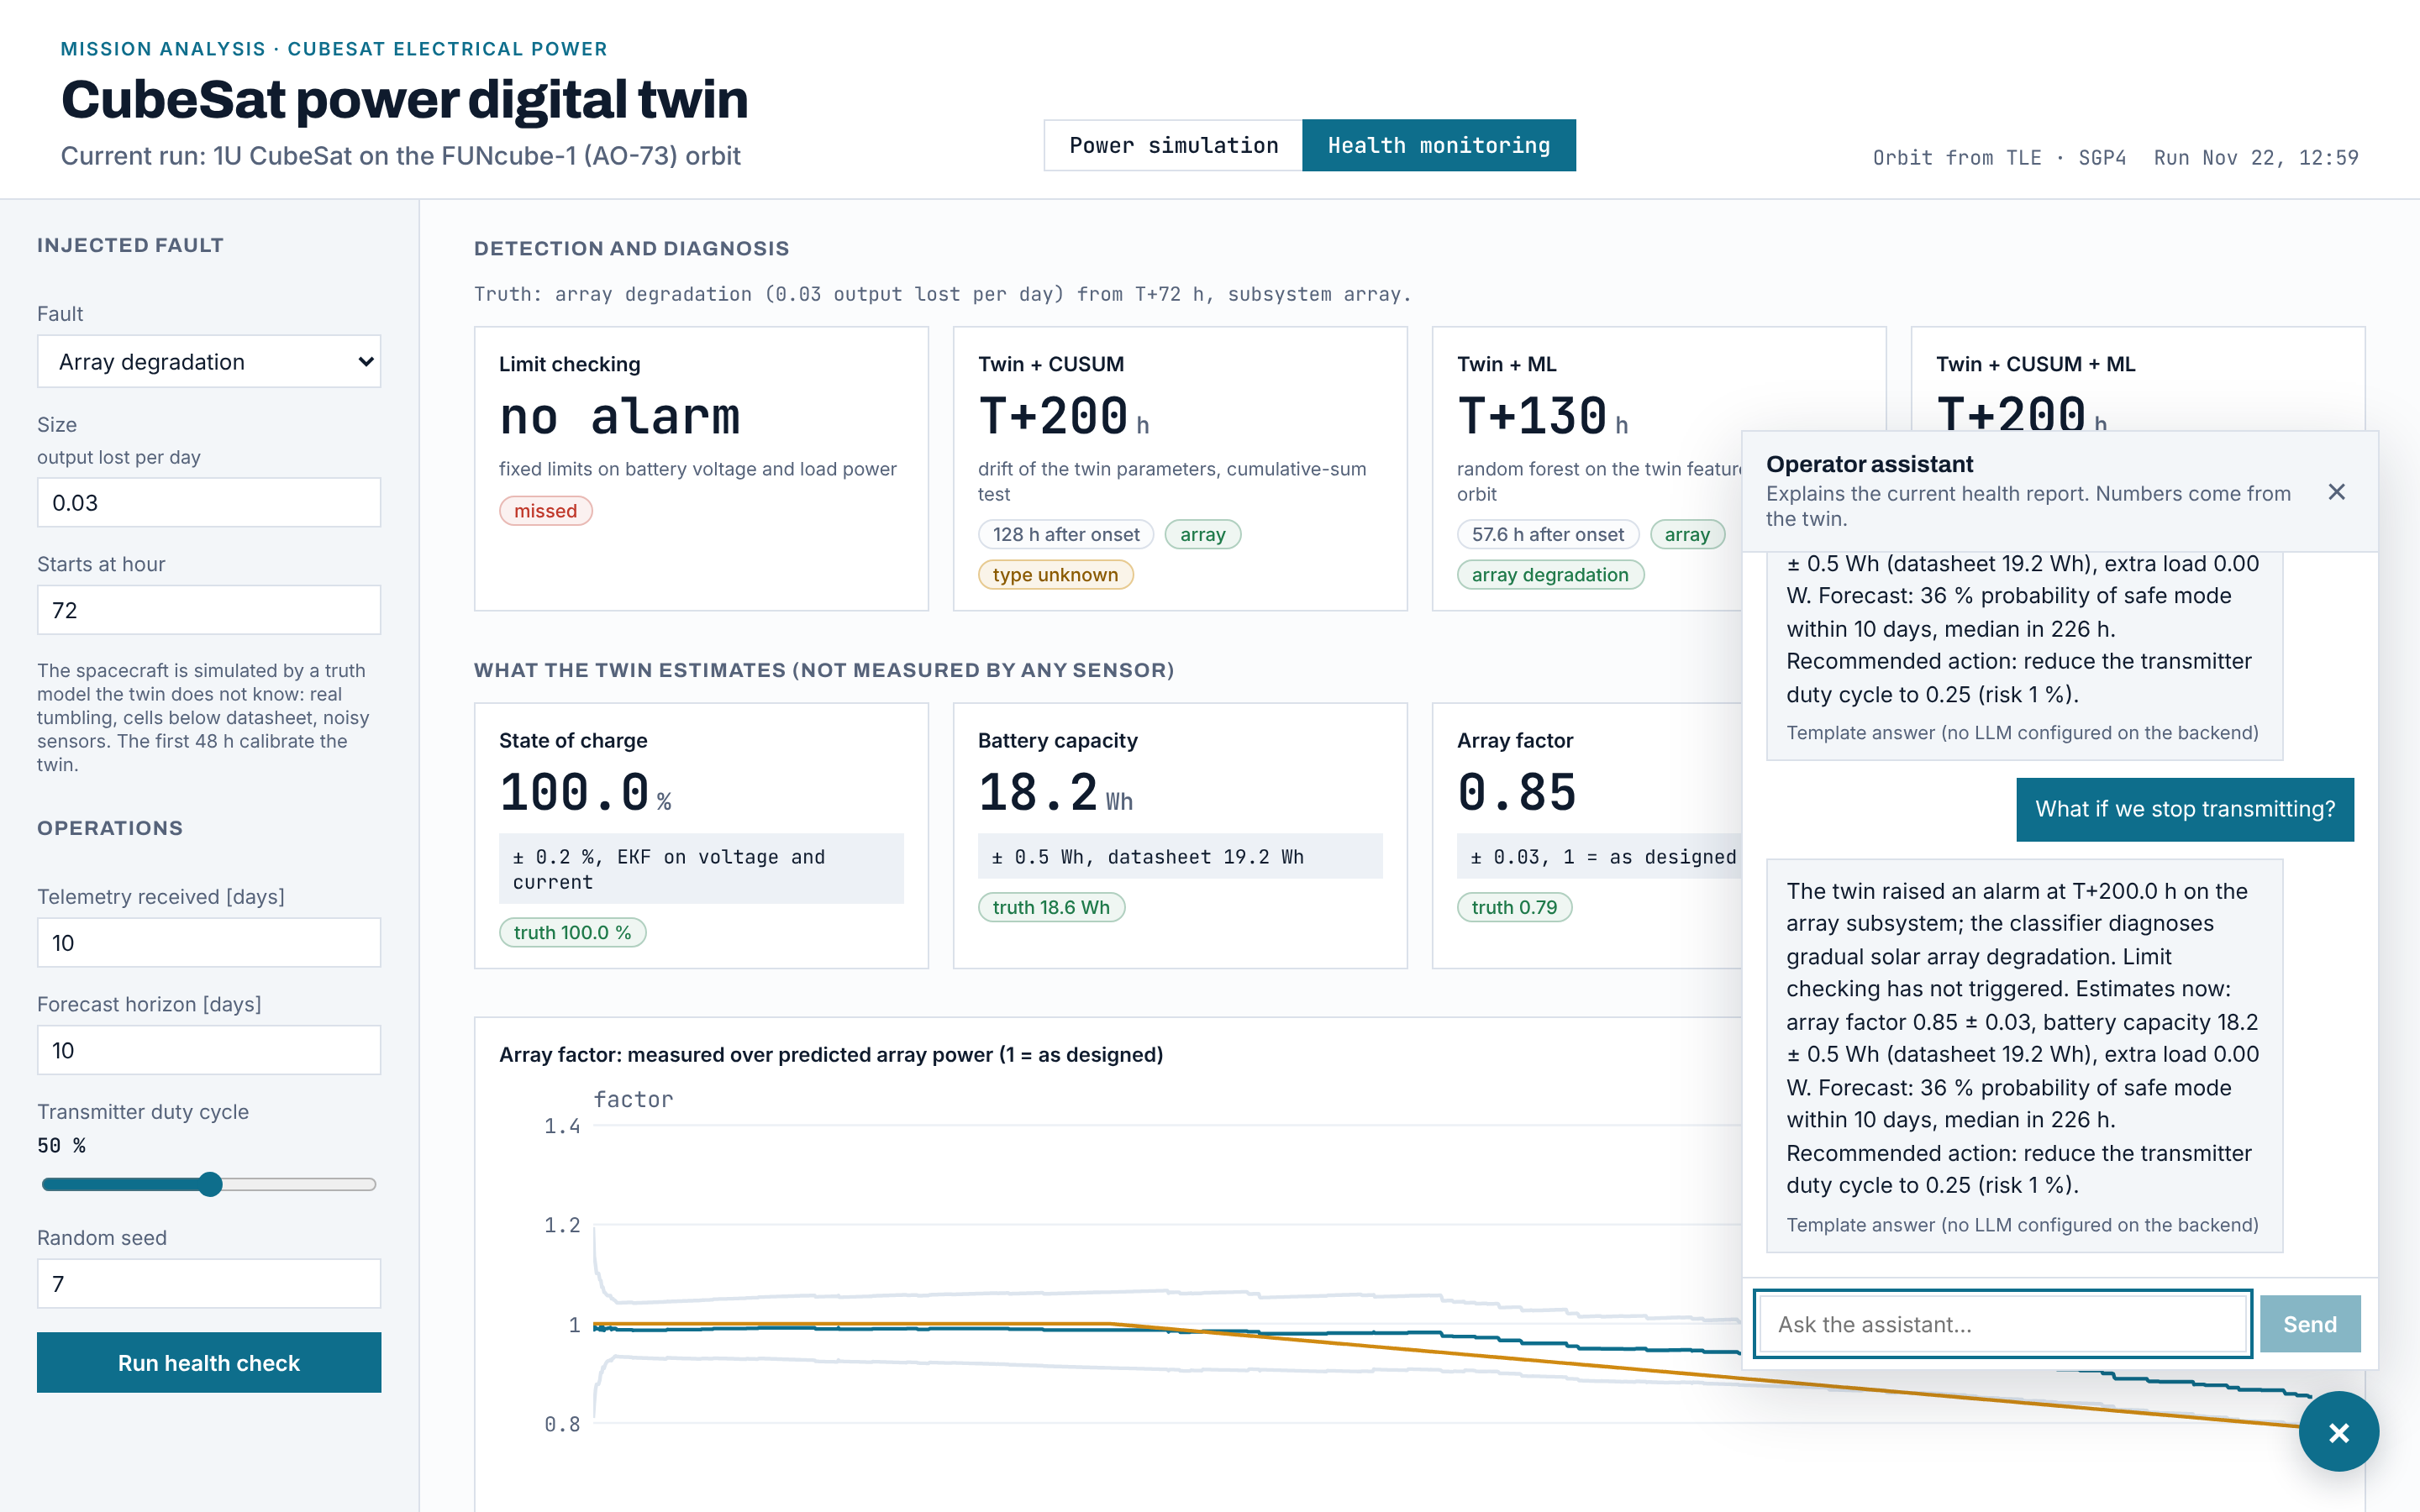 MISSION ANALYSIS · CUBESAT ELECTRICAL POWER
CubeSat power digital twin
Current run: 1U CubeSat on the FUNcube-1 (AO-73) orbit
Power simulation
Health monitoring
Orbit from TLE · SGP4 Run Nov 22, 12:59
INJECTED FAULT
Fault
Array degradation
Size
output lost per day
0.03
Starts at hour
72
The spacecraft is simulated by a truth
model the twin does not know: real
tumbling, cells below datasheet, noisy
sensors. The first 48 h calibrate the
twin.
OPERATIONS
Telemetry received [days]
10
Forecast horizon [days]
10
Transmitter duty cycle
50 %
Random seed
7
Run health check
DETECTION AND DIAGNOSIS
Truth: array degradation (0.03 output lost per day) from T+72 h, subsystem array.
Limit checking
no alarm
fixed limits on battery voltage and load power
missed
Twin + CUSUM
T+200 h
drift of the twin parameters, cumulative-sum
test
128 h after onset
array
type unknown
Twin + ML
T+130 h
random forest on the twin
orbit
57.6 h after onset
array
array degradation
Twin + CUSUM + ML
T+200 h
WHAT THE TWIN ESTIMATES (NOT MEASURED BY ANY SENSOR)
State of charge
100.0 %
± 0.2 %, EKF on voltage and
current
truth 100.0 %
Battery capacity
18.2 Wh
± 0.5 Wh, datasheet 19.2 Wh
truth 18.6 Wh
Array factor
0.85
± 0.03, 1 = as designed
truth 0.79
Array factor: measured over predicted array power (1 = as designed)
factor
1.4
1.2
1
0.8
Operator assistant
Explains the current health report. Numbers come from
the twin.
± 0.5 Wh (datasheet 19.2 Wh), extra load 0.00
W. Forecast: 36 % probability of safe mode
within 10 days, median in 226 h.
Recommended action: reduce the transmitter
duty cycle to 0.25 (risk 1 %).
Template answer (no LLM configured on the backend)
What if we stop transmitting?
The twin raised an alarm at T+200.0 h on the
array subsystem; the classifier diagnoses
gradual solar array degradation. Limit
checking has not triggered. Estimates now:
array factor 0.85 ± 0.03, battery capacity 18.2
± 0.5 Wh (datasheet 19.2 Wh), extra load 0.00
W. Forecast: 36 % probability of safe mode
within 10 days, median in 226 h.
Recommended action: reduce the transmitter
duty cycle to 0.25 (risk 1 %).
Template answer (no LLM configured on the backend)
Ask the assistant...
Send